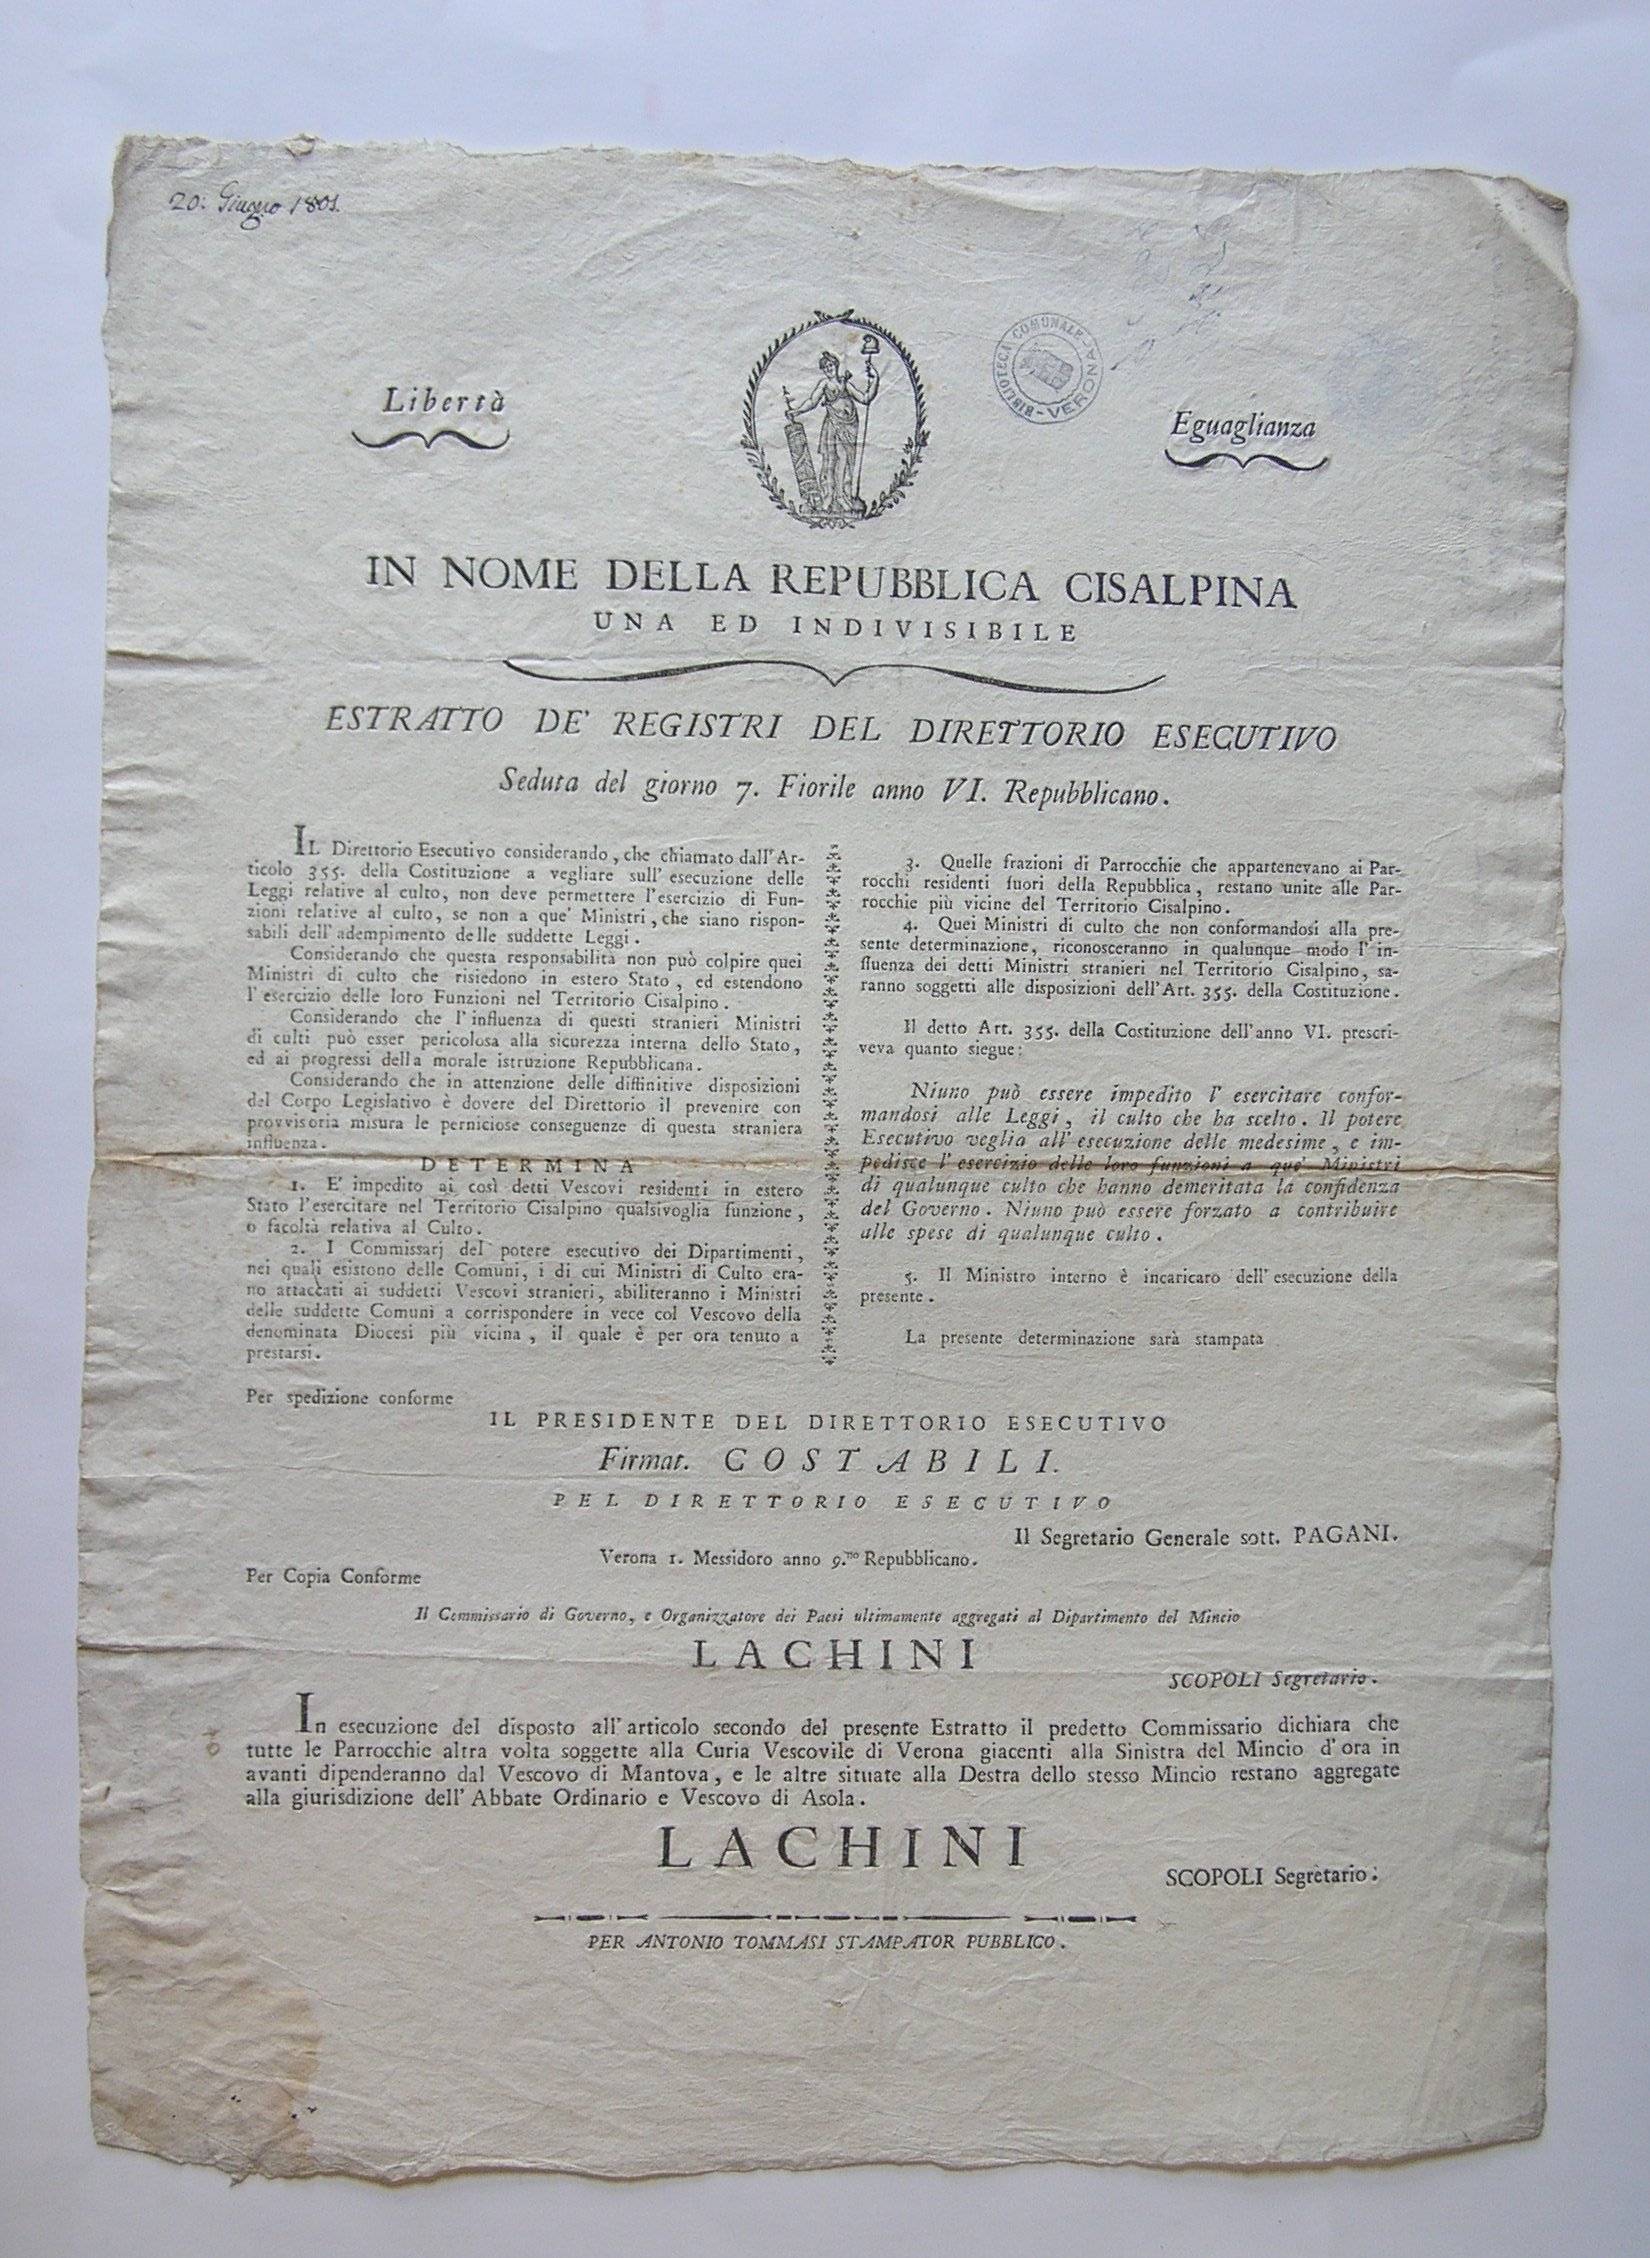 20: Giugno 1801.
BIBLIOTECA COMUNALE - VERONA -
Libertà
Eguaglianza
IN NOME DELLA REPUBBLICA CISALPINA
UNA ED INDIVISIBILE
ESTRATTO DE' REGISTRI DEL DIRETTORIO ESECUTIVO
Seduta del giorno 7. Fiorile anno VI. Repubblicano.
IL Direttorio Esecutivo considerando, che chiamato dall'Ar-
ticolo 355. della Costituzione a vegliare sull'esecuzione delle
Leggi relative al culto, non deve permettere l'esercizio di Fun-
zioni relative al culto, se non a que' Ministri, che siano rispon-
sabili dell'adempimento delle suddette Leggi.
Considerando che questa responsabilità non può colpire quei
Ministri di culto che risiedono in estero Stato, ed estendono
l'esercizio delle loro Funzioni nel Territorio Cisalpino.
Considerando che l'influenza di questi stranieri Ministri
di culti può esser pericolosa alla sicurezza interna dello Stato,
ed ai progressi della morale istruzione Repubblicana.
Considerando che in attenzione delle diffinitive disposizioni
del Corpo Legislativo è dovere del Direttorio il prevenire con
provvisoria misura le perniciose conseguenze di questa straniera
influenza.
DETERMINA
1. E' impedito ai così detti Vescovi residenti in estero
Stato l'esercitare nel Territorio Cisalpino qualsivoglia funzione,
o facoltà relativa al Culto.
2. I Commissarj del potere esecutivo dei Dipartimenti,
nei quali esistono delle Comuni, i di cui Ministri di Culto era-
no attaccati ai suddetti Vescovi stranieri, abiliteranno i Ministri
delle suddette Comuni a corrispondere in vece col Vescovo della
denominata Diocesi più vicina, il quale è per ora tenuto a
prestarsi.
3. Quelle frazioni di Parrocchie che appartenevano ai Par-
rocchi residenti fuori della Repubblica, restano unite alle Par-
rocchie più vicine del Territorio Cisalpino.
4. Quei Ministri di culto che non conformandosi alla pre-
sente determinazione, riconosceranno in qualunque modo l'in-
fluenza dei detti Ministri stranieri nel Territorio Cisalpino, sa-
ranno soggetti alle disposizioni dell'Art. 355. della Costituzione.
Il detto Art. 355. della Costituzione dell'anno VI. prescri-
veva quanto siegue:
Niuno può essere impedito l'esercitare confor-
mandosi alle Leggi, il culto che ha scelto. Il potere
Esecutivo veglia all'esecuzione delle medesime, e im-
pedisce l'esercizio delle loro funzioni a que' Ministri
di qualunque culto che hanno demeritata la confidenza
del Governo. Niuno può essere forzato a contribuire
alle spese di qualunque culto.
5. Il Ministro interno è incaricato dell'esecuzione della
presente.
La presente determinazione sarà stampata
Per spedizione conforme
IL PRESIDENTE DEL DIRETTORIO ESECUTIVO
Firmat. COSTABILI.
PEL DIRETTORIO ESECUTIVO
Il Segretario Generale sott. PAGANI.
Verona 1. Messidoro anno 9.no Repubblicano.
Per Copia Conforme
Il Commissario di Governo, e Organizzatore dei Paesi ultimamente aggregati al Dipartimento del Mincio
LACHINI
SCOPOLI Segretario.
In esecuzione del disposto all'articolo secondo del presente Estratto il predetto Commissario dichiara che
tutte le Parrocchie altra volta soggette alla Curia Vescovile di Verona giacenti alla Sinistra del Mincio d'ora in
avanti dipenderanno dal Vescovo di Mantova, e le altre situate alla Destra dello stesso Mincio restano aggregate
alla giurisdizione dell'Abbate Ordinario e Vescovo di Asola.
LACHINI
SCOPOLI Segretario.
PER ANTONIO TOMMASI STAMPATOR PUBBLICO.